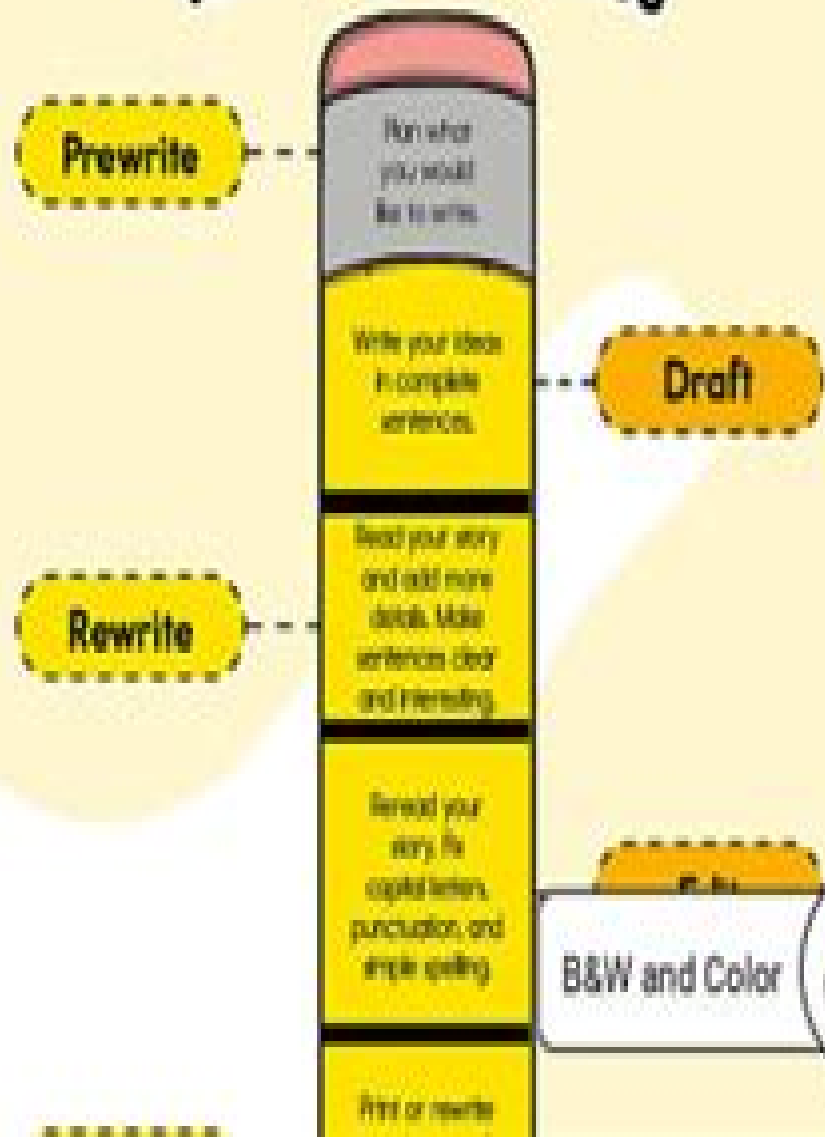 Prewrite
Plan what
you would
like to write.
Write your ideas
in complete
sentences.
Draft
Read your story
and add more
details. Make
sentences clear
and interesting.
Rewrite
Reread your
story. Fix
capital letters,
punctuation, and
simple spelling.
B&W and Color
Print or rewrite